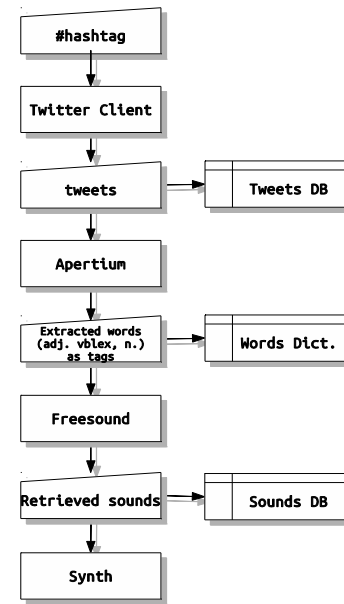 #hashtag
Twitter Client
tweets
Tweets DB
Apertium
Extracted words
(adj. vblex, n.)
as tags
Words Dict.
Freesound
Retrieved sounds
Sounds DB
Synth